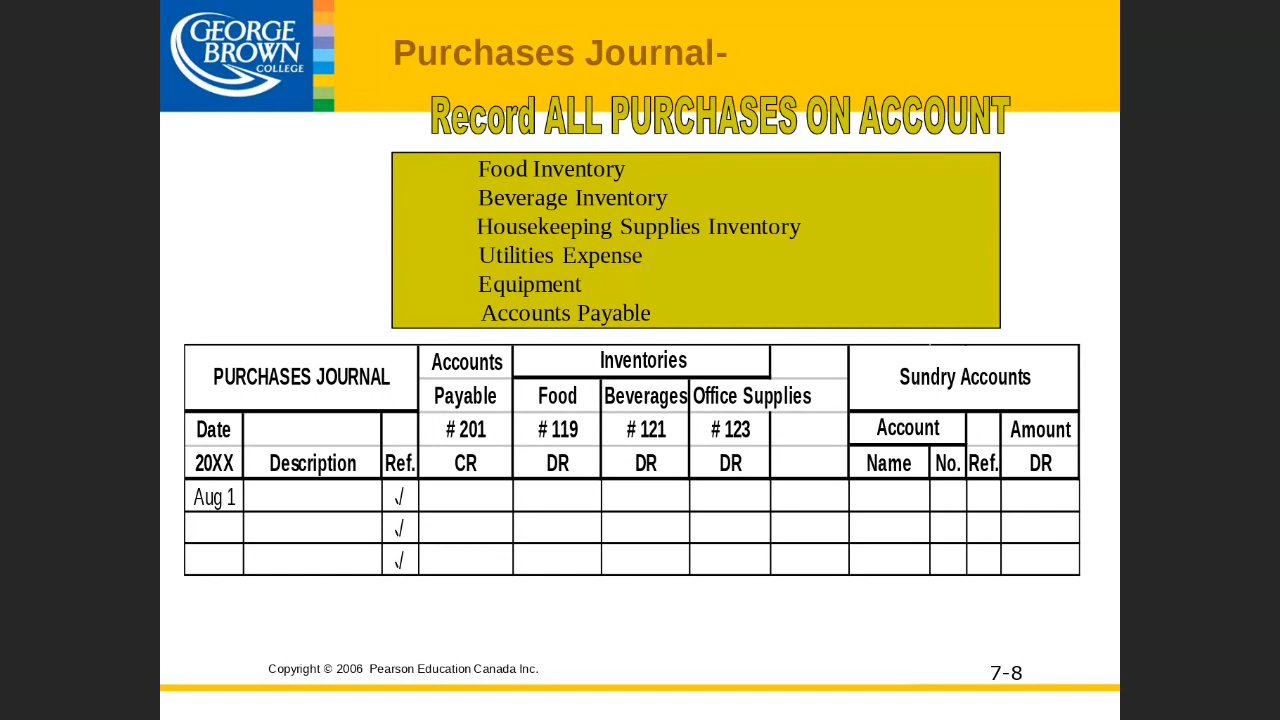 GEORGE
BROWN
COLLEGE
Purchases Journal-
Record ALL PURCHASES ON ACCOUNT
Food Inventory
Beverage Inventory
Housekeeping Supplies Inventory
Utilities Expense
Equipment
Accounts Payable
PURCHASES JOURNAL Accounts Inventories Sundry Accounts
Payable Food Beverages Office Supplies
Date # 201 # 119 # 121 # 123 Account Amount
20XX Description Ref. CR DR DR DR Name No. Ref. DR
Aug 1 √
√
√
Copyright © 2006 Pearson Education Canada Inc.
7-8